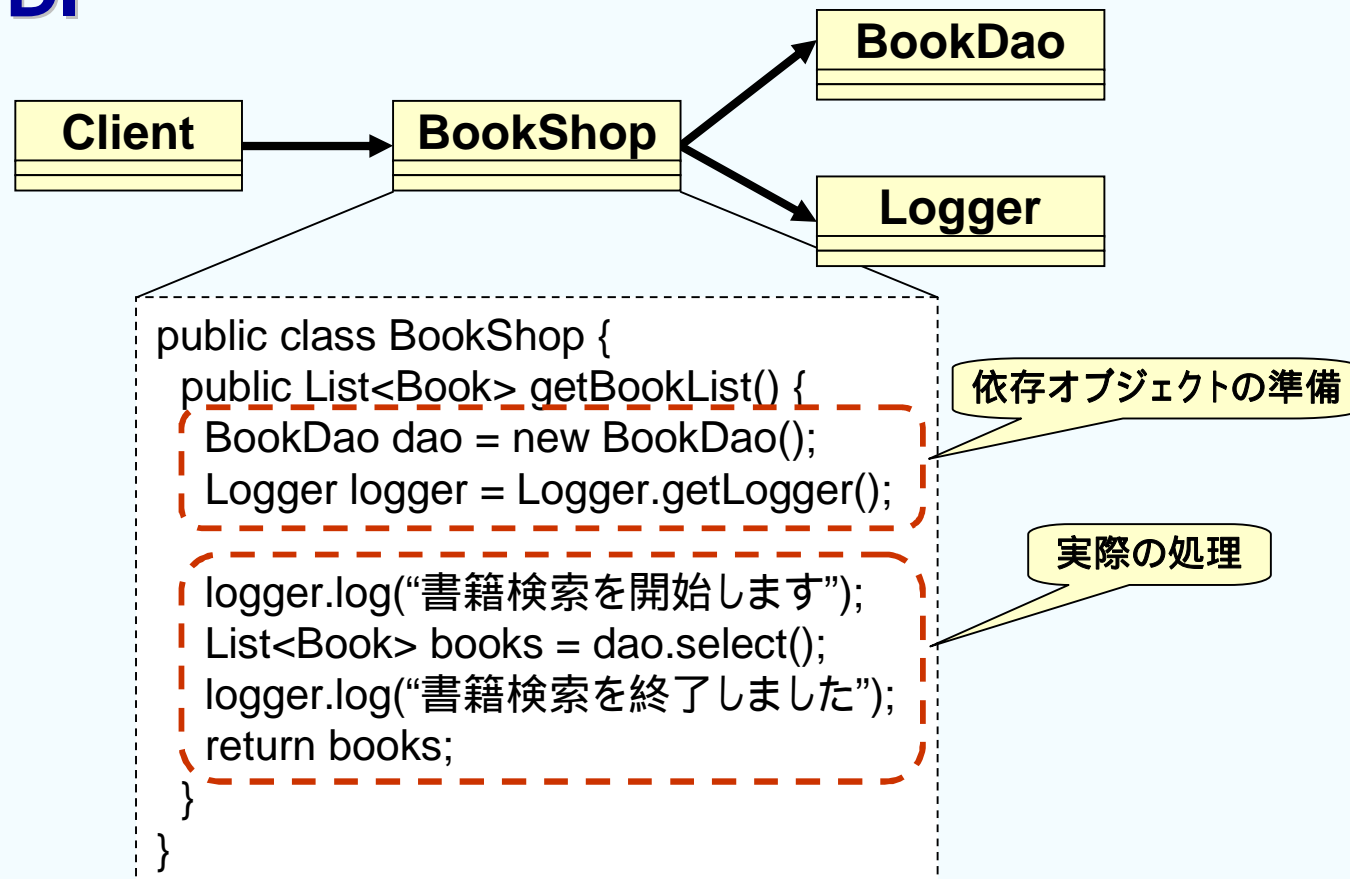 DI
Client
BookShop
BookDao
Logger
public class BookShop {
public List<Book> getBookList() {
BookDao dao = new BookDao();
Logger logger = Logger.getLogger();
logger.log(“書籍検索を開始します”);
List<Book> books = dao.select();
logger.log(“書籍検索を終了しました”);
return books;
}
}
依存オブジェクトの準備
実際の処理